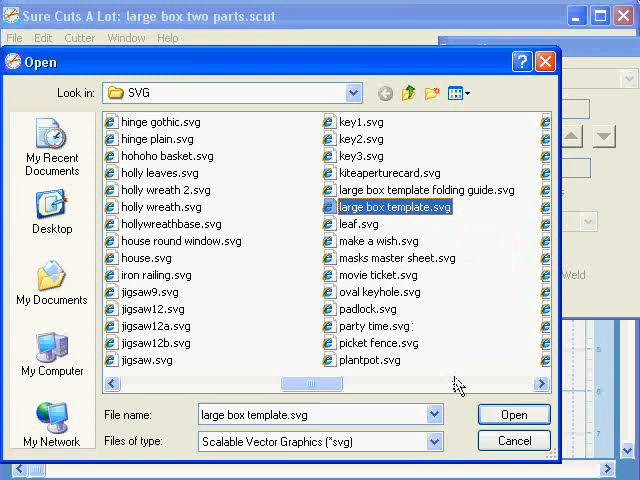 Sure Cuts A Lot: large box two parts.scut
File Edit Cutter Window Help
Open
Look in: SVG
My Recent
Documents
Desktop
My Documents
My Computer
My Network
hinge gothic.svg
hinge plain.svg
hohoho basket.svg
holly leaves.svg
holly wreath 2.svg
holly wreath.svg
hollywreathbase.svg
house round window.svg
house.svg
iron railing.svg
jigsaw9.svg
jigsaw12.svg
jigsaw12a.svg
jigsaw12b.svg
jigsaw.svg
key1.svg
key2.svg
key3.svg
kiteaperturecard.svg
large box template folding guide.svg
large box template.svg
leaf.svg
make a wish.svg
masks master sheet.svg
movie ticket.svg
oval keyhole.svg
padlock.svg
party time.svg
picket fence.svg
plantpot.svg
File name: large box template.svg
Open
Files of type: Scalable Vector Graphics (*svg)
Cancel
Weld
5
6
7